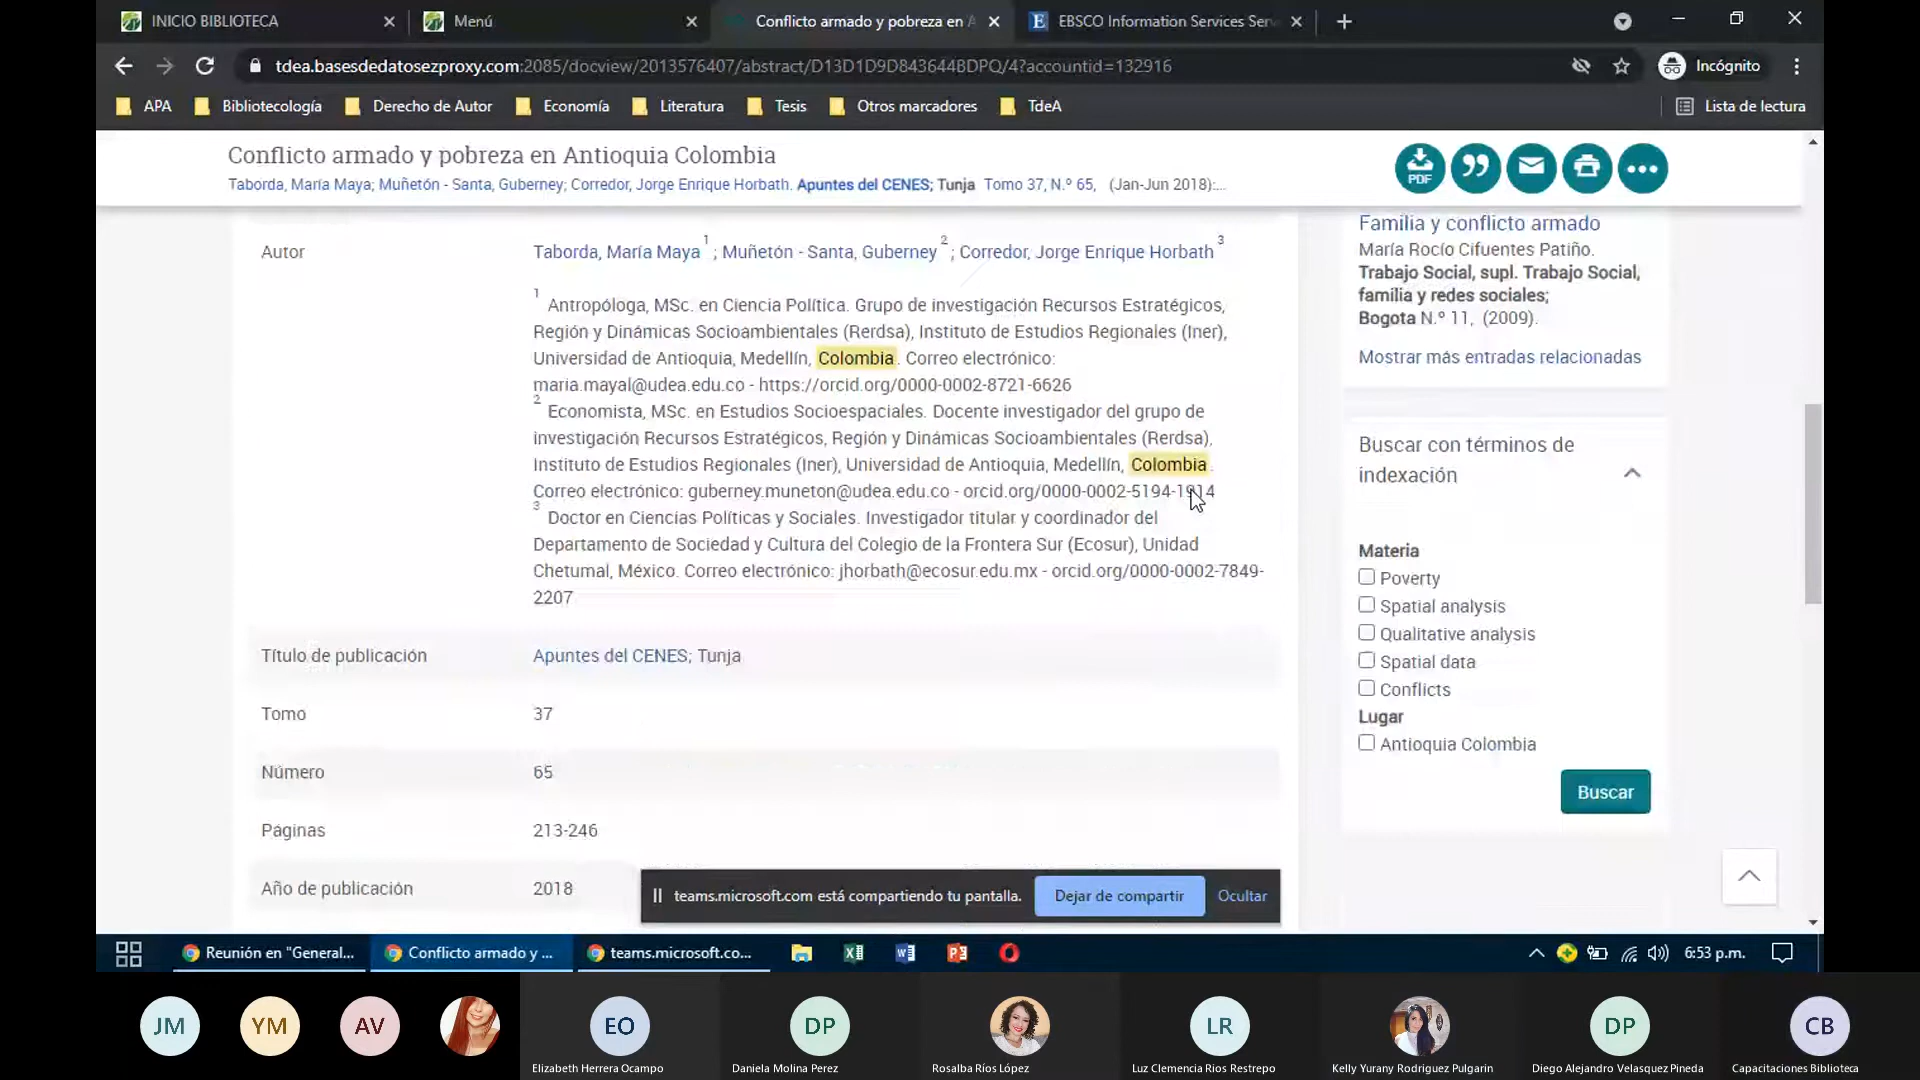 INICIO BIBLIOTECA
Menú
Conflicto armado y pobreza en A
EBSCO Information Services Serv
tdea.basesdedatosezproxy.com:2085/docview/2013576407/abstract/D13D1D9D843644BDPQ/4?accountid=132916
Incógnito
APA
Bibliotecología
Derecho de Autor
Economía
Literatura
Tesis
Otros marcadores
TdeA
Lista de lectura
Conflicto armado y pobreza en Antioquia Colombia
Taborda, María Maya; Muñetón - Santa, Guberney; Corredor, Jorge Enrique Horbath. Apuntes del CENES; Tunja Tomo 37, N.º 65, (Jan-Jun 2018):...
PDF
Autor
Taborda, María Maya 1 ; Muñetón - Santa, Guberney 2 ; Corredor, Jorge Enrique Horbath 3
1 Antropóloga, MSc. en Ciencia Política. Grupo de investigación Recursos Estratégicos,
Región y Dinámicas Socioambientales (Rerdsa), Instituto de Estudios Regionales (Iner),
Universidad de Antioquia, Medellín, Colombia. Correo electrónico:
maria.mayal@udea.edu.co - https://orcid.org/0000-0002-8721-6626
2 Economista, MSc. en Estudios Socioespaciales. Docente investigador del grupo de
investigación Recursos Estratégicos, Región y Dinámicas Socioambientales (Rerdsa),
Instituto de Estudios Regionales (Iner), Universidad de Antioquia, Medellín, Colombia.
Correo electrónico: guberney.muneton@udea.edu.co - orcid.org/0000-0002-5194-1914
3 Doctor en Ciencias Políticas y Sociales. Investigador titular y coordinador del
Departamento de Sociedad y Cultura del Colegio de la Frontera Sur (Ecosur), Unidad
Chetumal, México. Correo electrónico: jhorbath@ecosur.edu.mx - orcid.org/0000-0002-7849-
2207
Título de publicación
Apuntes del CENES; Tunja
Tomo
37
Número
65
Páginas
213-246
Año de publicación
2018
Familia y conflicto armado
María Rocío Cifuentes Patiño.
Trabajo Social, supl. Trabajo Social,
familia y redes sociales;
Bogota N.º 11, (2009).
Mostrar más entradas relacionadas
Buscar con términos de
indexación
Materia
Poverty
Spatial analysis
Qualitative analysis
Spatial data
Conflicts
Lugar
Antioquia Colombia
Buscar
teams.microsoft.com está compartiendo tu pantalla.
Dejar de compartir
Ocultar
Reunión en "General...
Conflicto armado y ...
teams.microsoft.co...
6:53 p.m.
JM
YM
AV
EO
DP
LR
DP
CB
Elizabeth Herrera Ocampo
Daniela Molina Perez
Rosalba Ríos López
Luz Clemencia Rios Restrepo
Kelly Yurany Rodriguez Pulgarin
Diego Alejandro Velasquez Pineda
Capacitaciones Biblioteca